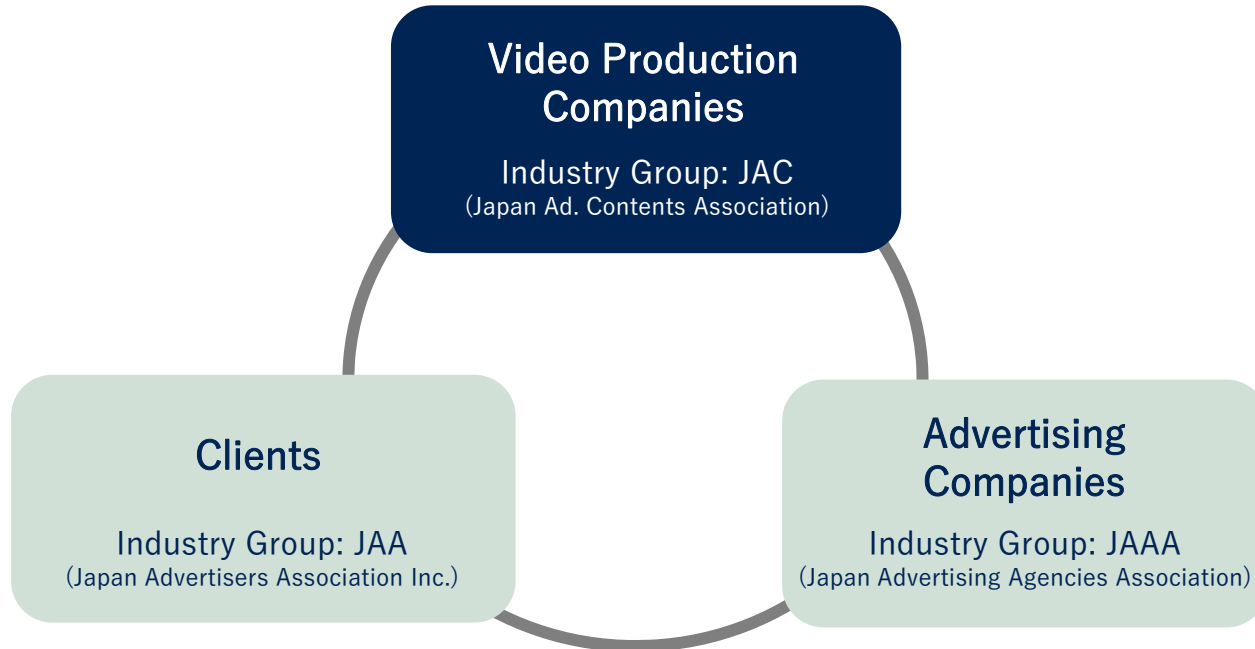 Video Production
Companies
Industry Group: JAC
(Japan Ad. Contents Association)
Clients
Industry Group: JAA
(Japan Advertisers Association Inc.)
Advertising
Companies
Industry Group: JAAA
(Japan Advertising Agencies Association)